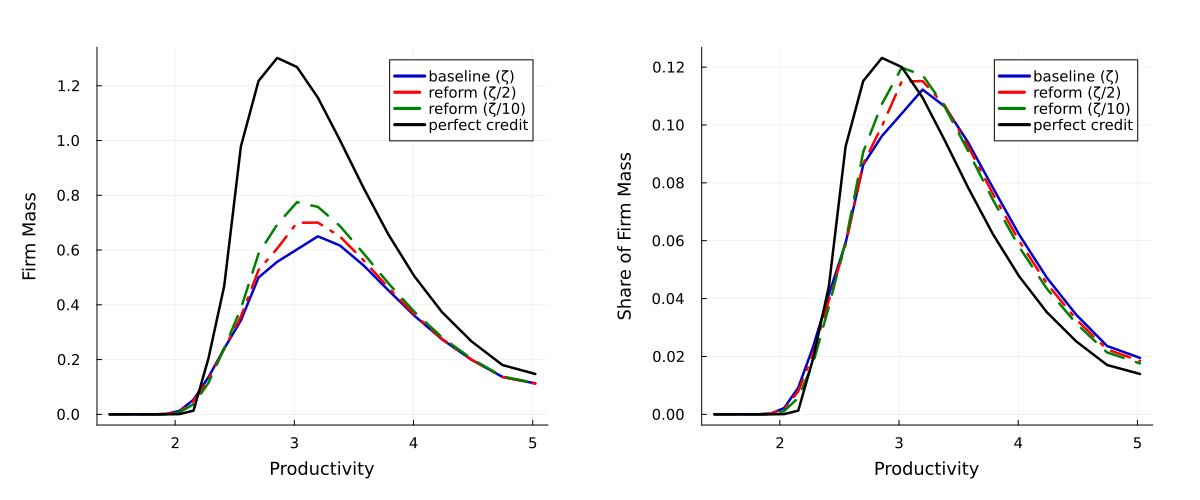 Firm Mass
1.2
1.0
0.8
0.6
0.4
0.2
0.0
2
3
4
5
Productivity
baseline (ζ)
reform (ζ/2)
reform (ζ/10)
perfect credit
Share of Firm Mass
0.12
0.10
0.08
0.06
0.04
0.02
0.00
2
3
4
5
Productivity
baseline (ζ)
reform (ζ/2)
reform (ζ/10)
perfect credit